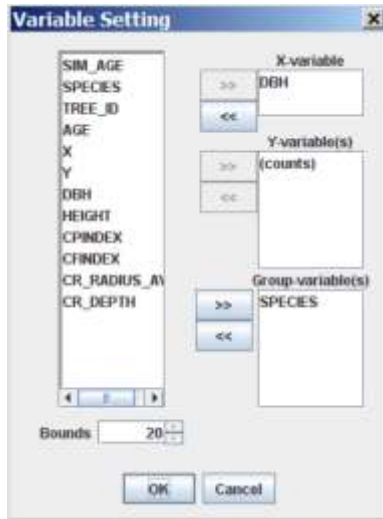 Variable Setting
SIM_AGE
SPECIES
TREE_ID
AGE
X
Y
DBH
HEIGHT
CPINDEX
CFINDEX
CR_RADIUS_AV
CR_DEPTH
X-variable
>>
DBH
<<
Y-variable(s)
>>
(counts)
<<
Group-variable(s)
>>
SPECIES
<<
Bounds 20
OK Cancel